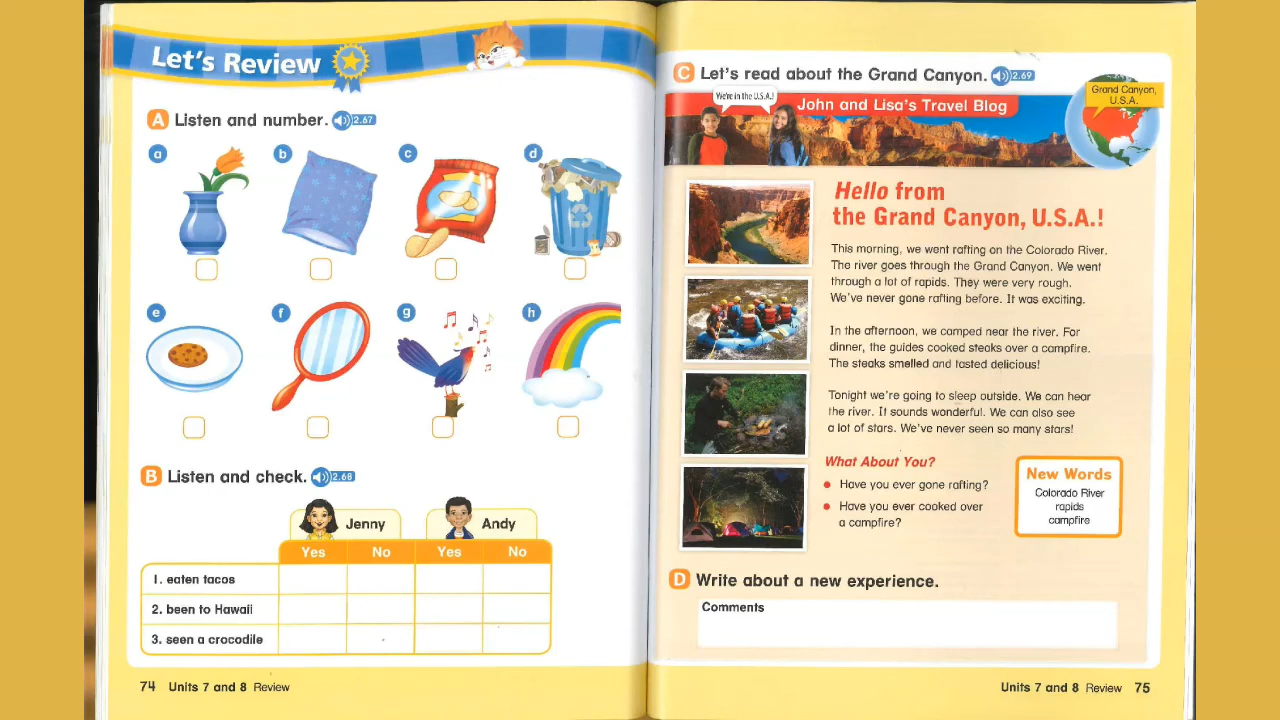 Let's Review
A Listen and number. 2.67
a
b
c
d
e
f
g
h
B Listen and check. 2.68
Jenny
Andy
Yes No Yes No
1. eaten tacos
2. been to Hawaii
3. seen a crocodile
74 Units 7 and 8 Review
C Let's read about the Grand Canyon. 2.69
We're in the U.S.A.!
John and Lisa's Travel Blog
Grand Canyon,
U.S.A.
Hello from
the Grand Canyon, U.S.A.!
This morning, we went rafting on the Colorado River.
The river goes through the Grand Canyon. We went
through a lot of rapids. They were very rough.
We've never gone rafting before. It was exciting.
In the afternoon, we camped near the river. For
dinner, the guides cooked steaks over a campfire.
The steaks smelled and tasted delicious!
Tonight we're going to sleep outside. We can hear
the river. It sounds wonderful. We can also see
a lot of stars. We've never seen so many stars!
What About You?
• Have you ever gone rafting?
• Have you ever cooked over
a campfire?
New Words
Colorado River
rapids
campfire
D Write about a new experience.
Comments
Units 7 and 8 Review 75